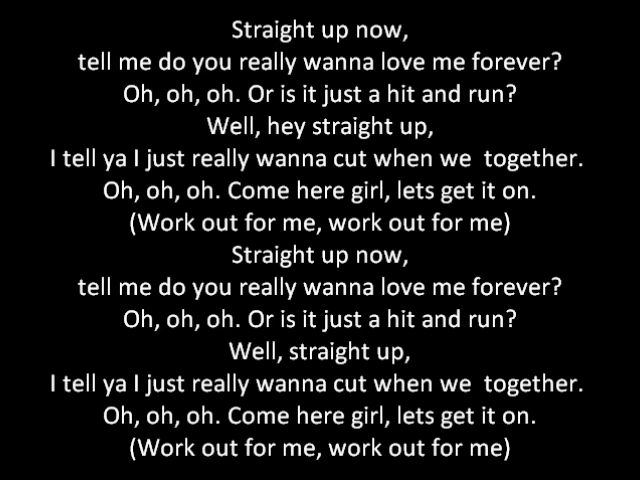 Straight up now,
tell me do you really wanna love me forever?
Oh, oh, oh. Or is it just a hit and run?
Well, hey straight up,
I tell ya I just really wanna cut when we  together.
Oh, oh, oh. Come here girl, lets get it on.
(Work out for me, work out for me)
Straight up now,
tell me do you really wanna love me forever?
Oh, oh, oh. Or is it just a hit and run?
Well, straight up,
I tell ya I just really wanna cut when we  together.
Oh, oh, oh. Come here girl, lets get it on.
(Work out for me, work out for me)